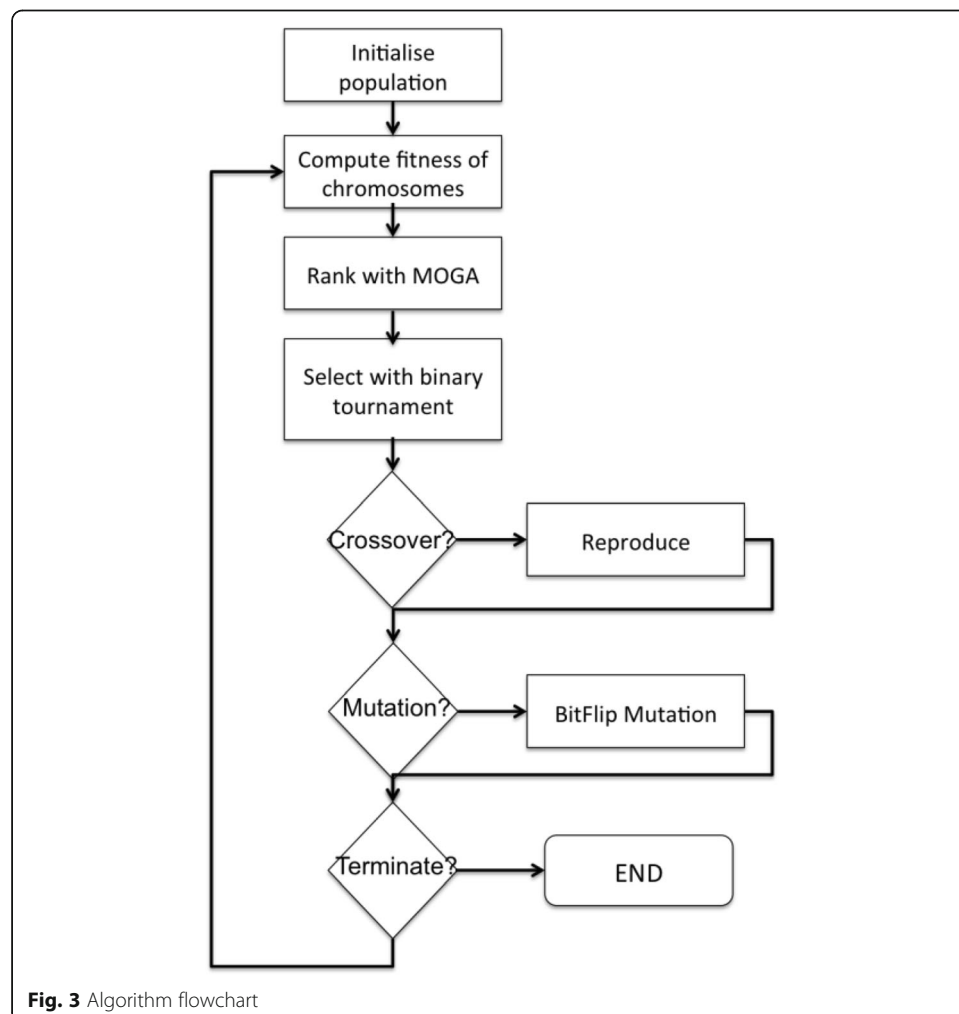 Initialise
population
Compute fitness of
chromosomes
Rank with MOGA
Select with binary
tournament
Crossover?
Reproduce
Mutation?
BitFlip Mutation
Terminate?
END
Fig. 3 Algorithm flowchart